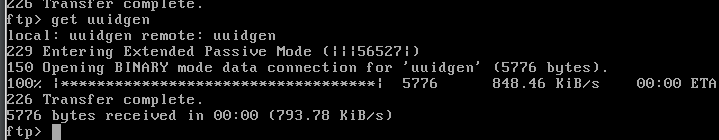 226 Transfer complete.
ftp> get uuidgen
local: uuidgen remote: uuidgen
229 Entering Extended Passive Mode (|||56527|)
150 Opening BINARY mode data connection for 'uuidgen' (5776 bytes).
100% |***********************************| 5776 848.46 KiB/s 00:00 ETA
226 Transfer complete.
5776 bytes received in 00:00 (793.78 KiB/s)
ftp>